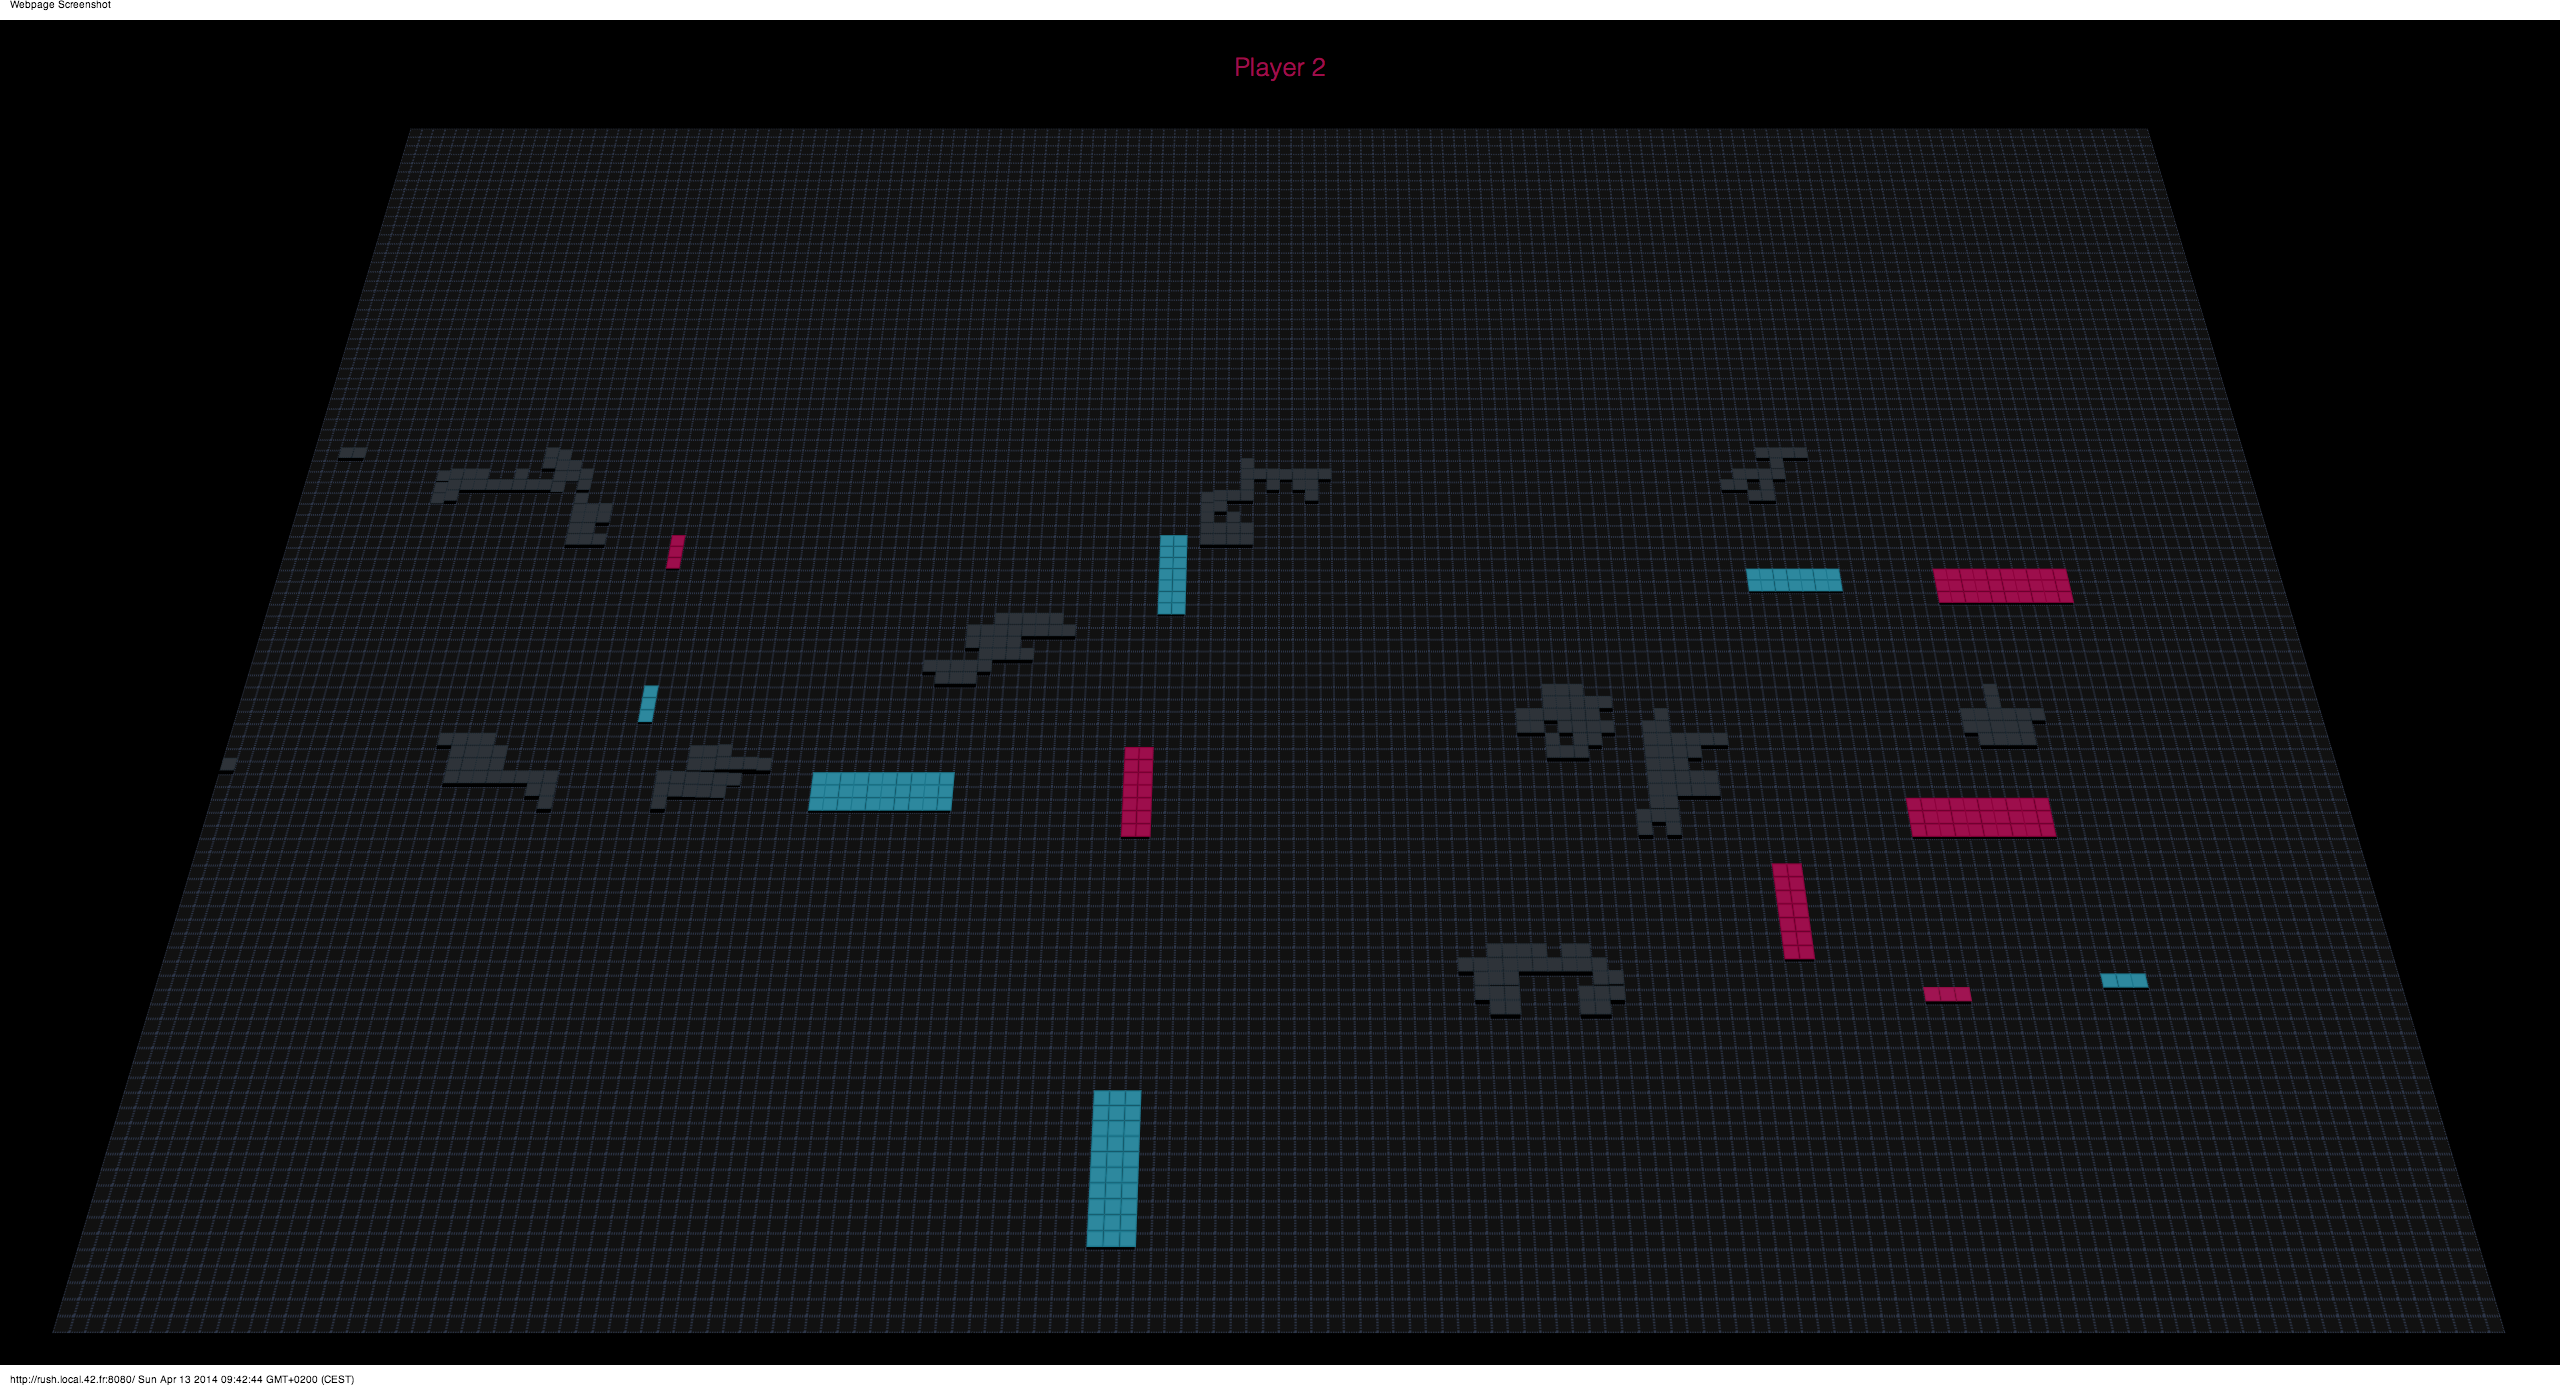 Webpage Screenshot
Player 2
http://rush.local.42.fr:8080/ Sun Apr 13 2014 09:42:44 GMT+0200 (CEST)